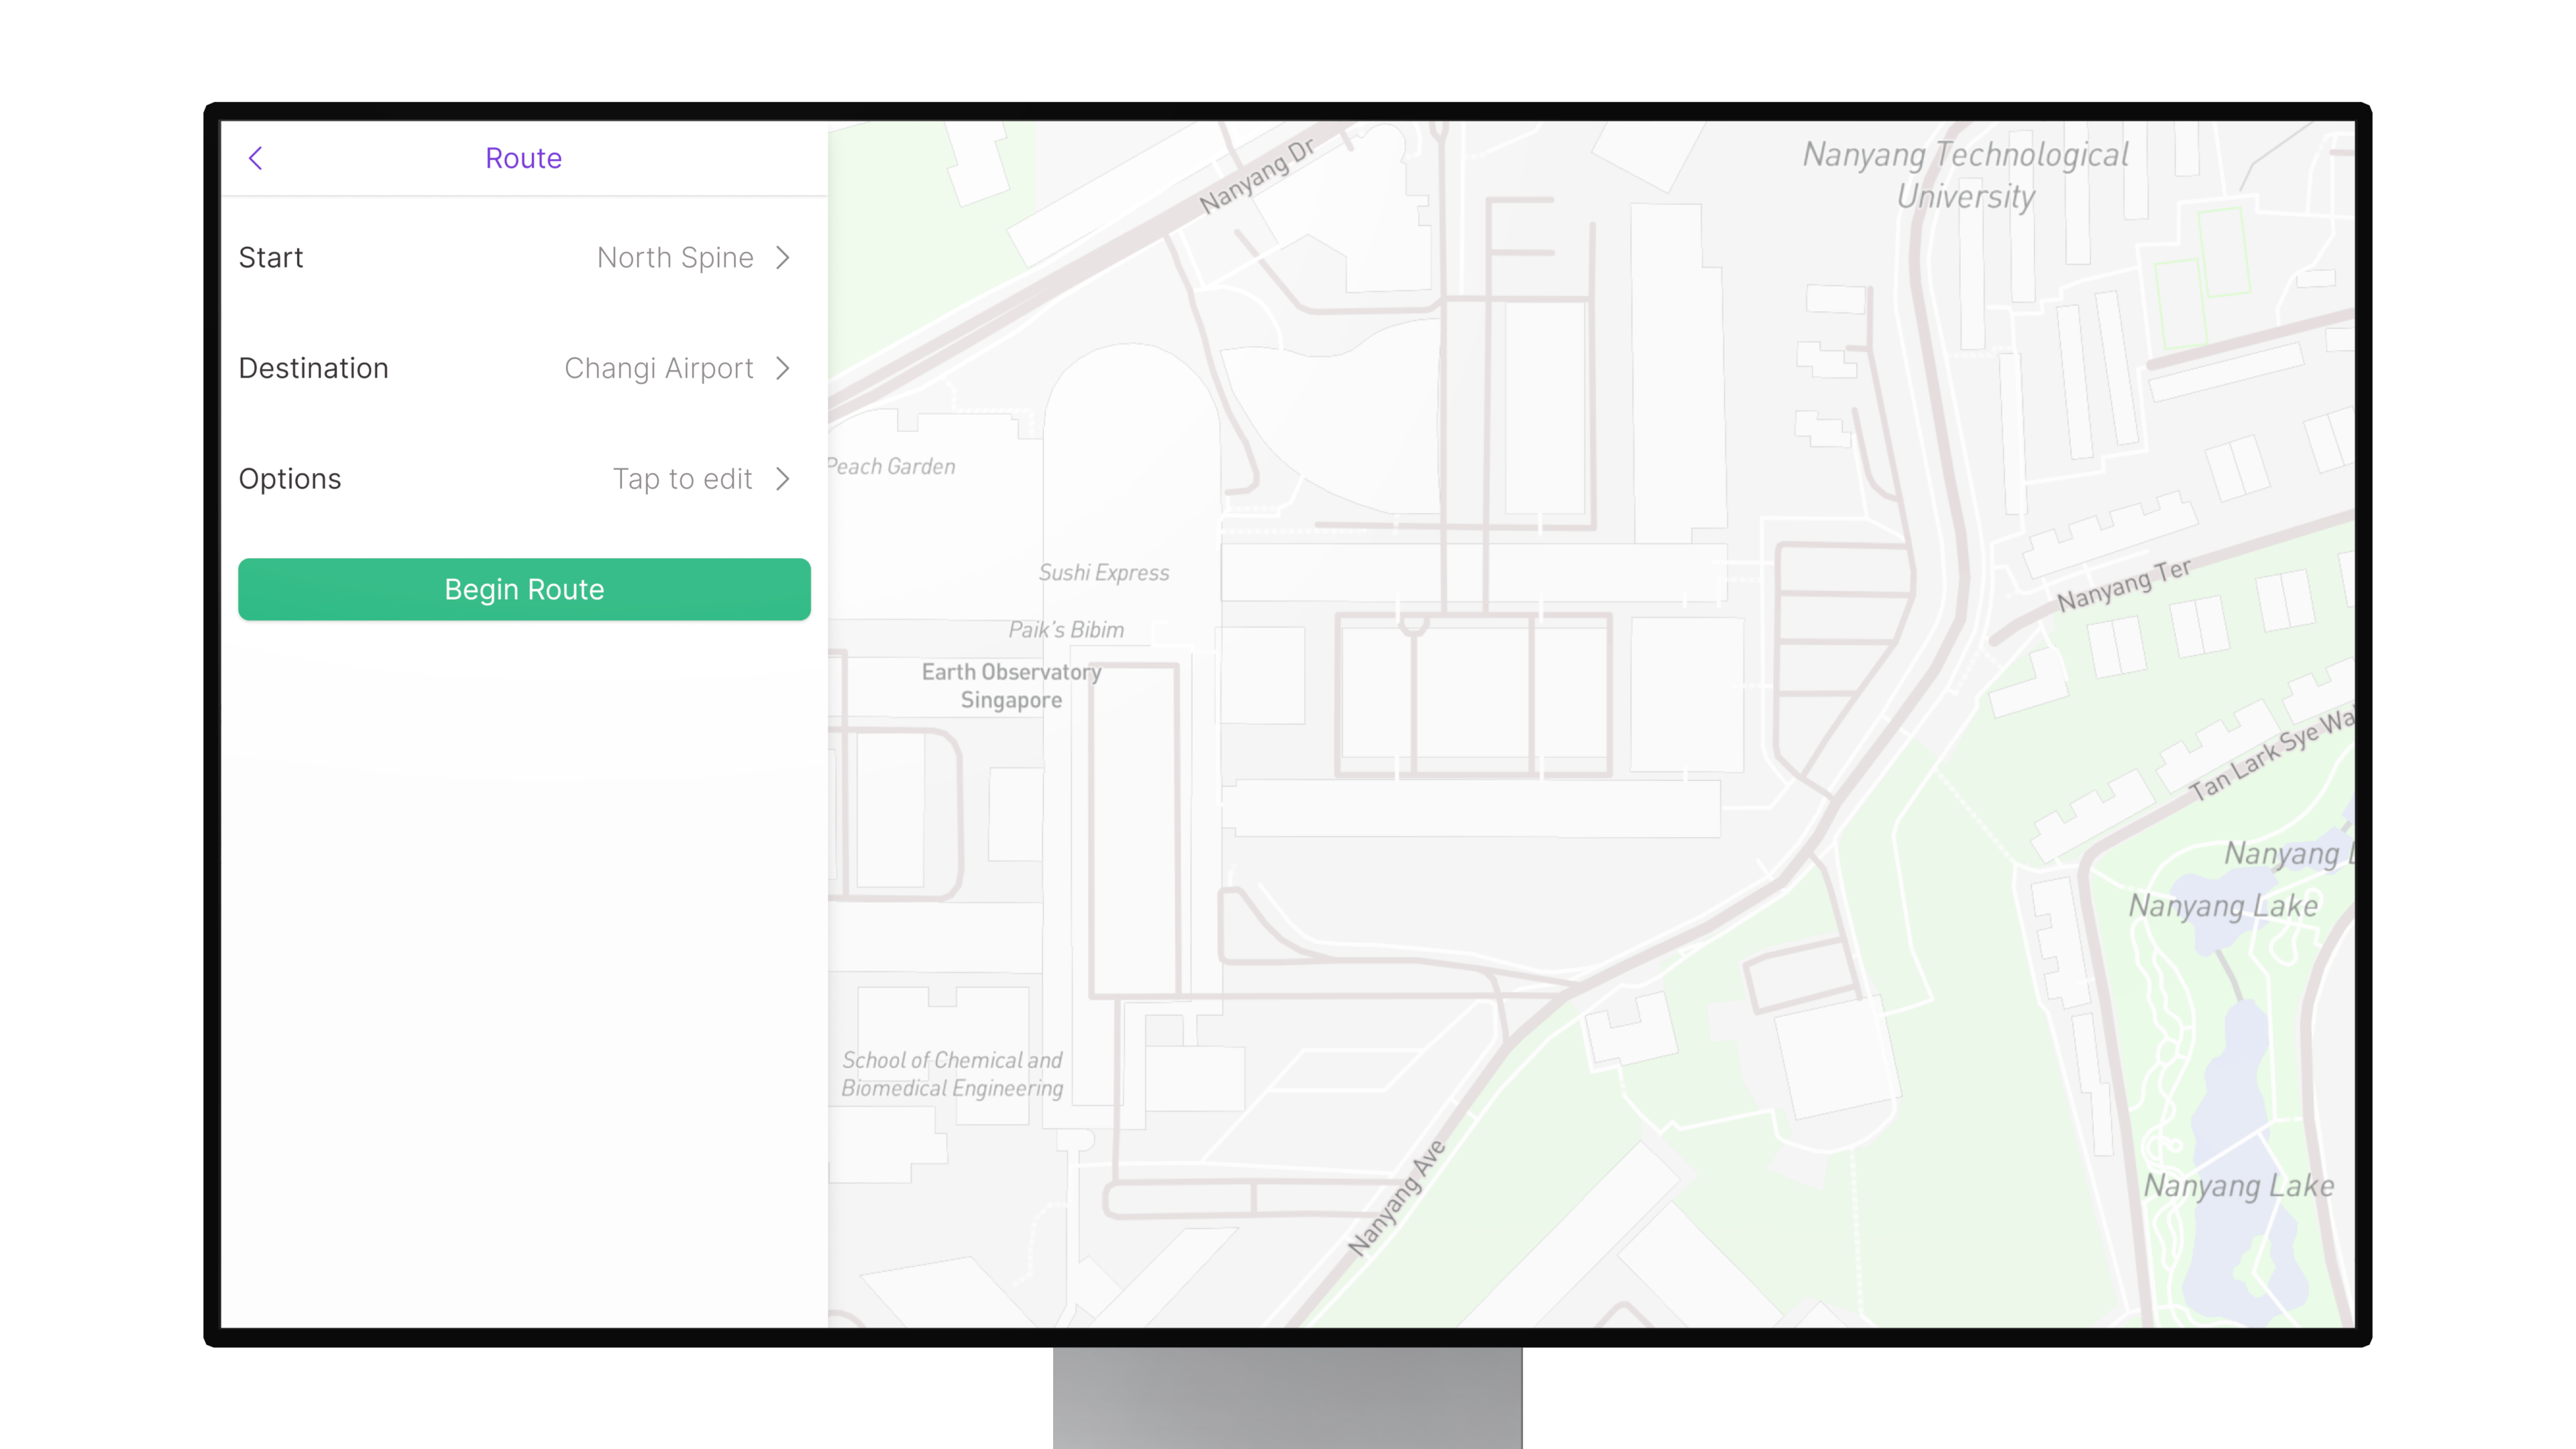 Route
Start
North Spine
Destination
Changi Airport
Options
Tap to edit
Begin Route
Nanyang Dr
Nanyang Technological
University
Peach Garden
Sushi Express
Paik's Bibim
Earth Observatory
Singapore
Nanyang Ter
Tan Lark Sye Wa
Nanyang L
Nanyang Lake
School of Chemical and
Biomedical Engineering
Nanyang Ave
Nanyang Lake